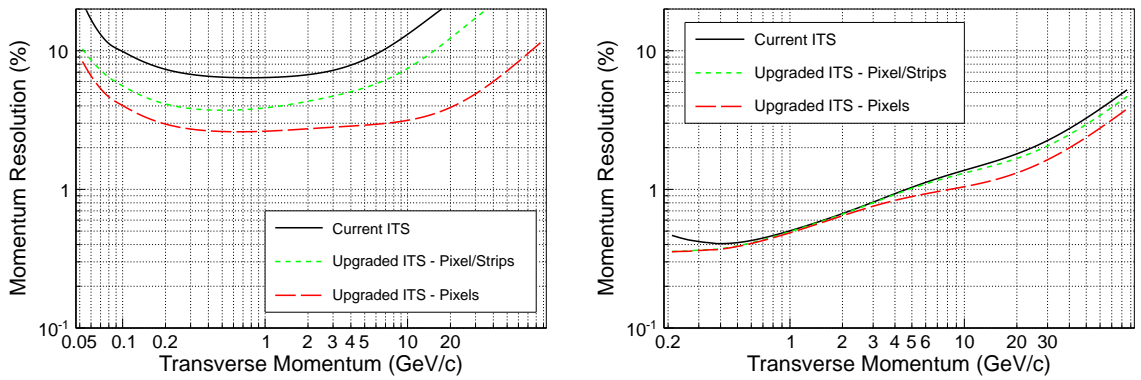 Momentum Resolution (%)
10
1
10-1
Current ITS
Upgraded ITS - Pixel/Strips
Upgraded ITS - Pixels
0.05 0.1 0.2 1 2 3 4 5 10 20
Transverse Momentum (GeV/c)
Momentum Resolution (%)
10
1
10-1
Current ITS
Upgraded ITS - Pixel/Strips
Upgraded ITS - Pixels
0.2 1 2 3 4 5 6 10 20 30
Transverse Momentum (GeV/c)